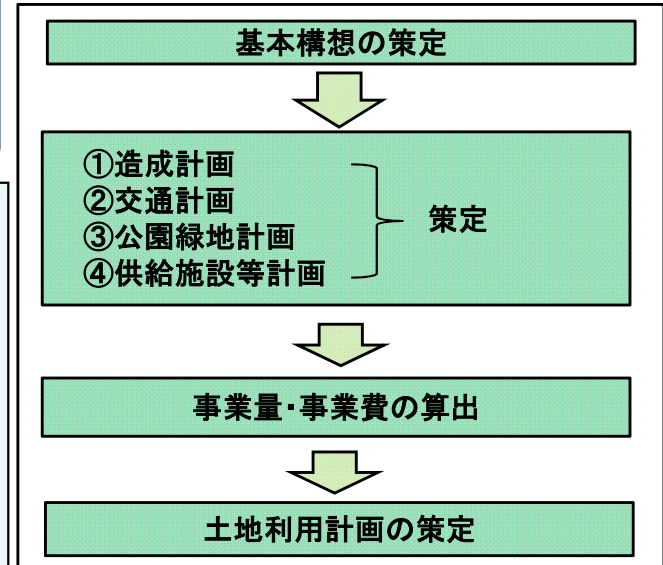 基本構想の策定
①造成計画
②交通計画
③公園緑地計画
④供給施設等計画
策定
事業量・事業費の算出
土地利用計画の策定